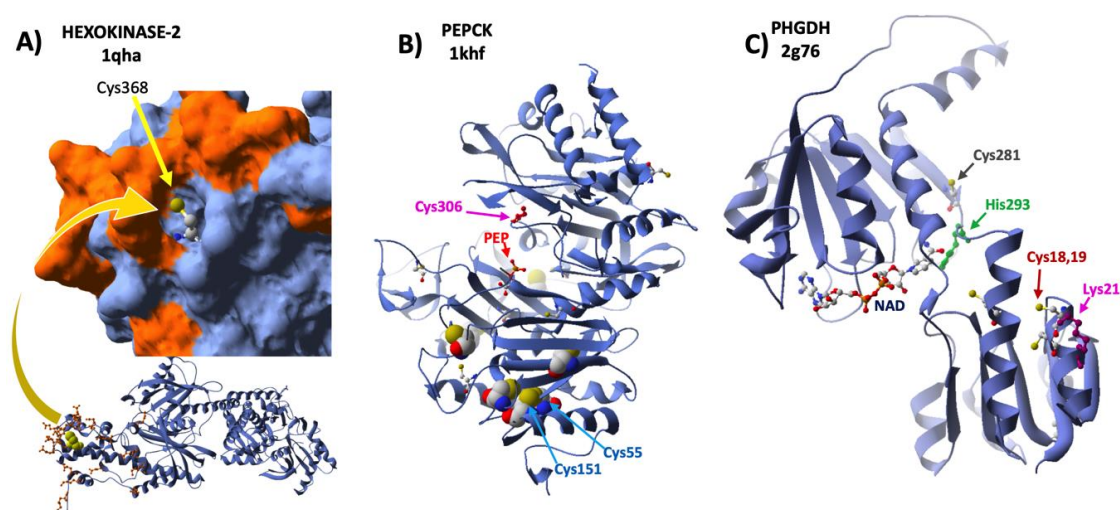 A)
HEXOKINASE-2
1qha
Cys368
B)
PEPCK
1khf
Cys306
PEP
Cys55
Cys151
C)
PHGDH
2g76
Cys281
His293
Cys18,19
Lys21
NAD